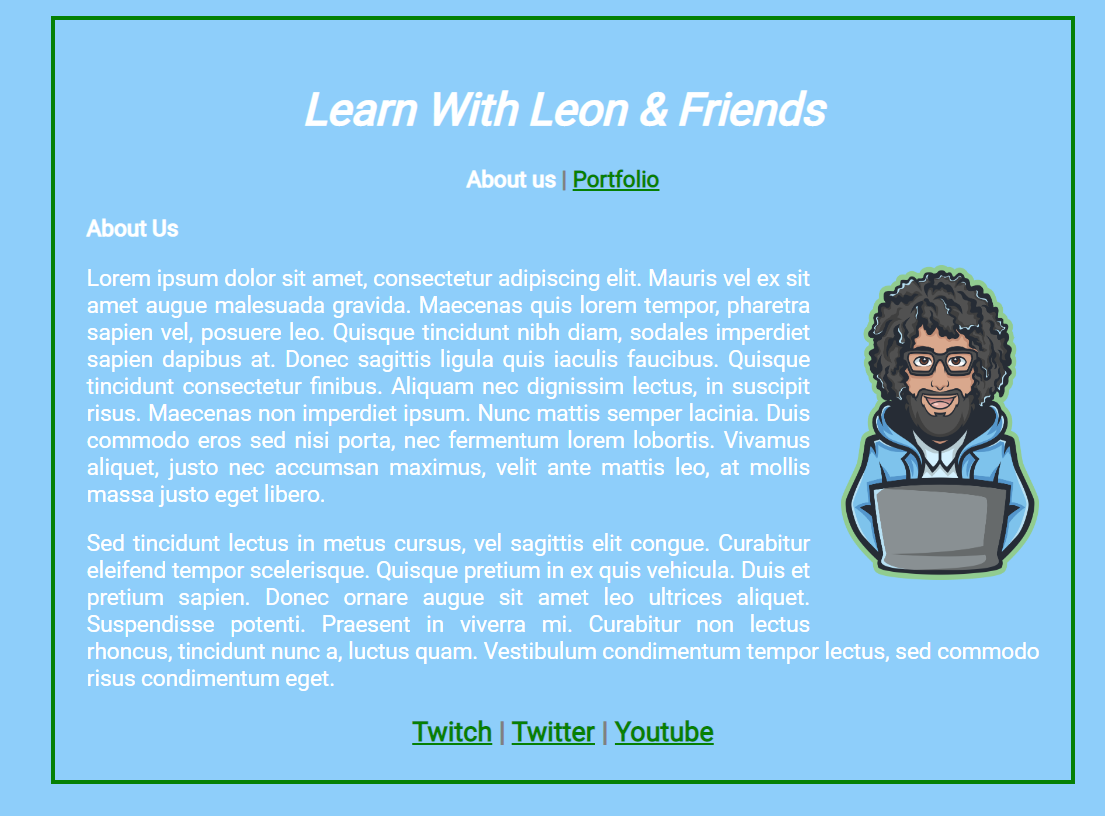 Learn With Leon & Friends
About us | Portfolio
About Us
Lorem ipsum dolor sit amet, consectetur adipiscing elit. Mauris vel ex sit
amet augue malesuada gravida. Maecenas quis lorem tempor, pharetra
sapien vel, posuere leo. Quisque tincidunt nibh diam, sodales imperdiet
sapien dapibus at. Donec sagittis ligula quis iaculis faucibus. Quisque
tincidunt consectetur finibus. Aliquam nec dignissim lectus, in suscipit
risus. Maecenas non imperdiet ipsum. Nunc mattis semper lacinia. Duis
commodo eros sed nisi porta, nec fermentum lorem lobortis. Vivamus
aliquet, justo nec accumsan maximus, velit ante mattis leo, at mollis
massa justo eget libero.
Sed tincidunt lectus in metus cursus, vel sagittis elit congue. Curabitur
eleifend tempor scelerisque. Quisque pretium in ex quis vehicula. Duis et
pretium sapien. Donec ornare augue sit amet leo ultrices aliquet.
Suspendisse potenti. Praesent in viverra mi. Curabitur non lectus
rhoncus, tincidunt nunc a, luctus quam. Vestibulum condimentum tempor lectus, sed commodo
risus condimentum eget.
Twitch | Twitter | Youtube